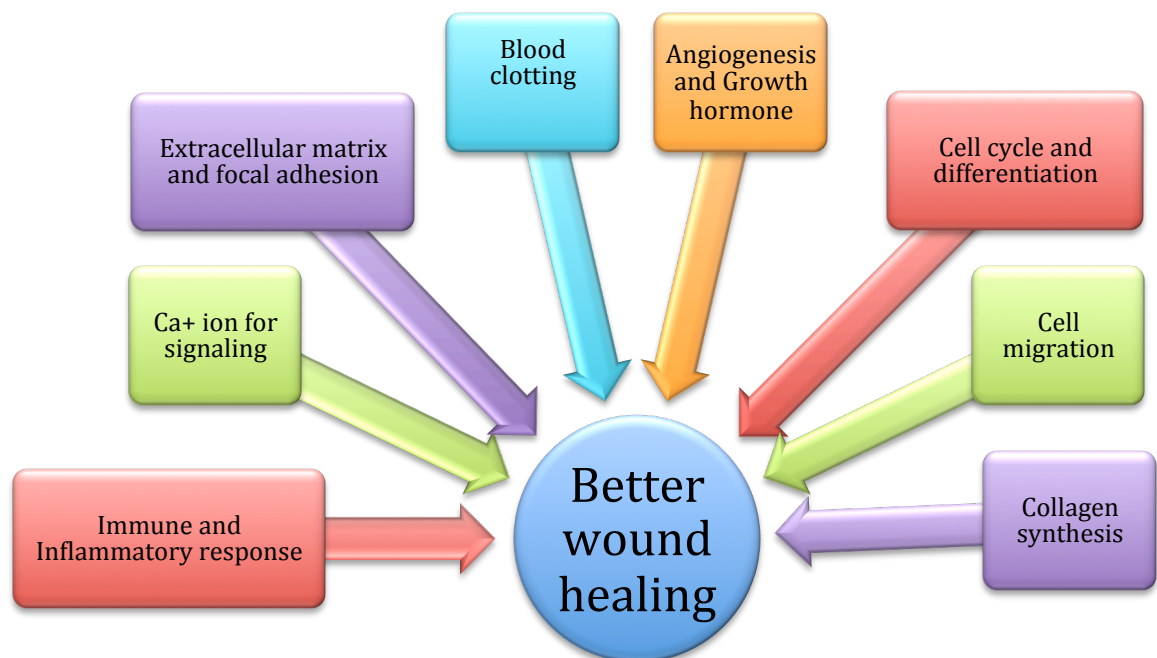 Blood
clotting
Angiogenesis
and Growth
hormone
Extracellular matrix
and focal adhesion
Cell cycle and
differentiation
Ca+ ion for
signaling
Cell
migration
Immune and
Inflammatory response
Collagen
synthesis
Better
wound
healing